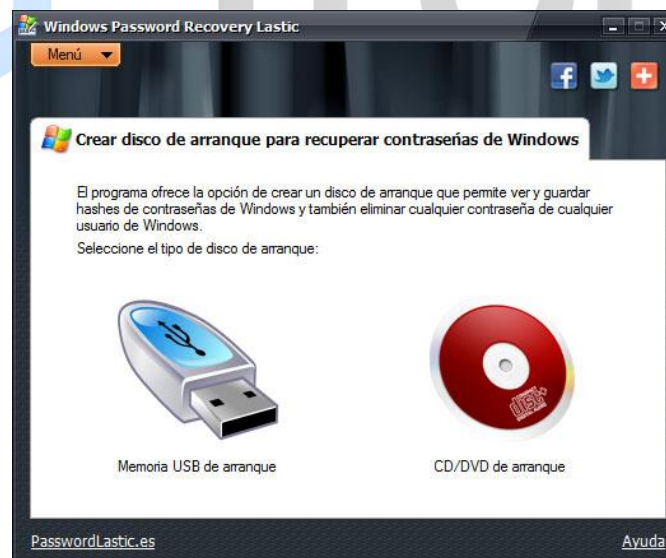 Windows Password Recovery Lastic
Menú
Crear disco de arranque para recuperar contraseñas de Windows
El programa ofrece la opción de crear un disco de arranque que permite ver y guardar
hashes de contraseñas de Windows y también eliminar cualquier contraseña de cualquier
usuario de Windows.
Seleccione el tipo de disco de arranque:
Memoria USB de arranque
CD/DVD de arranque
PasswordLastic.es
Ayuda